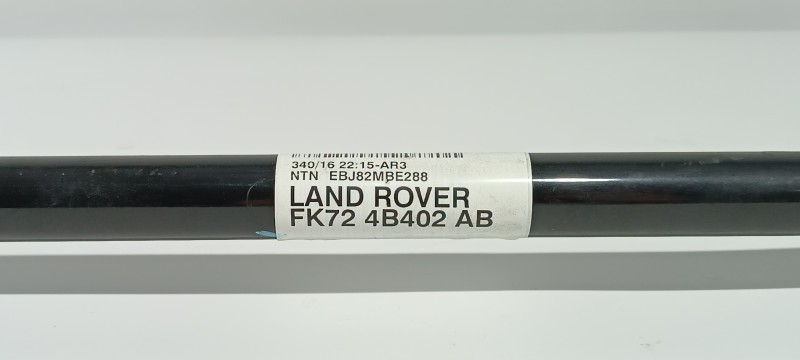 340/16 22:15-AR3
NTN EBJ82MBE288
LAND ROVER
FK72 4B402 AB